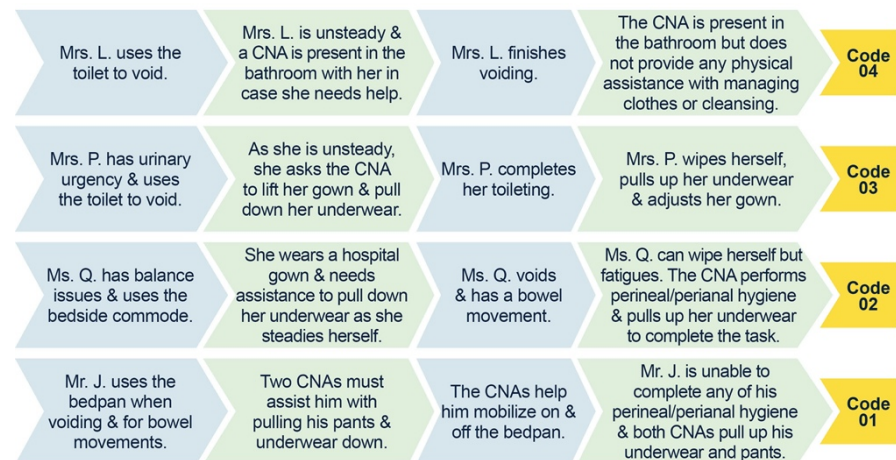 Mrs. L. uses the
toilet to void.
Mrs. L. is unsteady &
a CNA is present in the
bathroom with her in
case she needs help.
Mrs. L. finishes
voiding.
The CNA is present in
the bathroom but does
not provide any physical
assistance with managing
clothes or cleansing.
Code
04
Mrs. P. has urinary
urgency & uses
the toilet to void.
As she is unsteady,
she asks the CNA
to lift her gown & pull
down her underwear.
Mrs. P. completes
her toileting.
Mrs. P. wipes herself,
pulls up her underwear
& adjusts her gown.
Code
03
Ms. Q. has balance
issues & uses the
bedside commode.
She wears a hospital
gown & needs
assistance to pull down
her underwear as she
steadies herself.
Ms. Q. voids
& has a bowel
movement.
Ms. Q. can wipe herself but
fatigues. The CNA performs
perineal/perianal hygiene
& pulls up her underwear
to complete the task.
Code
02
Mr. J. uses the
bedpan when
voiding & for bowel
movements.
Two CNAs must
assist him with
pulling his pants &
underwear down.
The CNAs help
him mobilize on &
off the bedpan.
Mr. J. is unable to
complete any of his
perineal/perianal hygiene
& both CNAs pull up his
underwear and pants.
Code
01